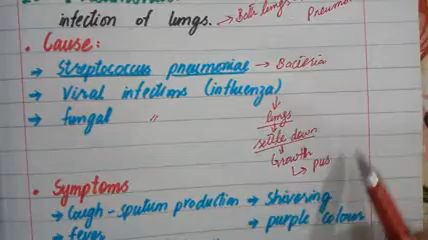 infection of lungs. → Both lungs
• Cause:
→ Streptococcus pneumoniae → Bacteria
→ Viral infections (influenza)
→ fungal "
↓
lungs
↓
settle down
↓
Growth
↳ pus
• Symptoms
→ Cough - sputum production → Shivering
→ fever → purple colour